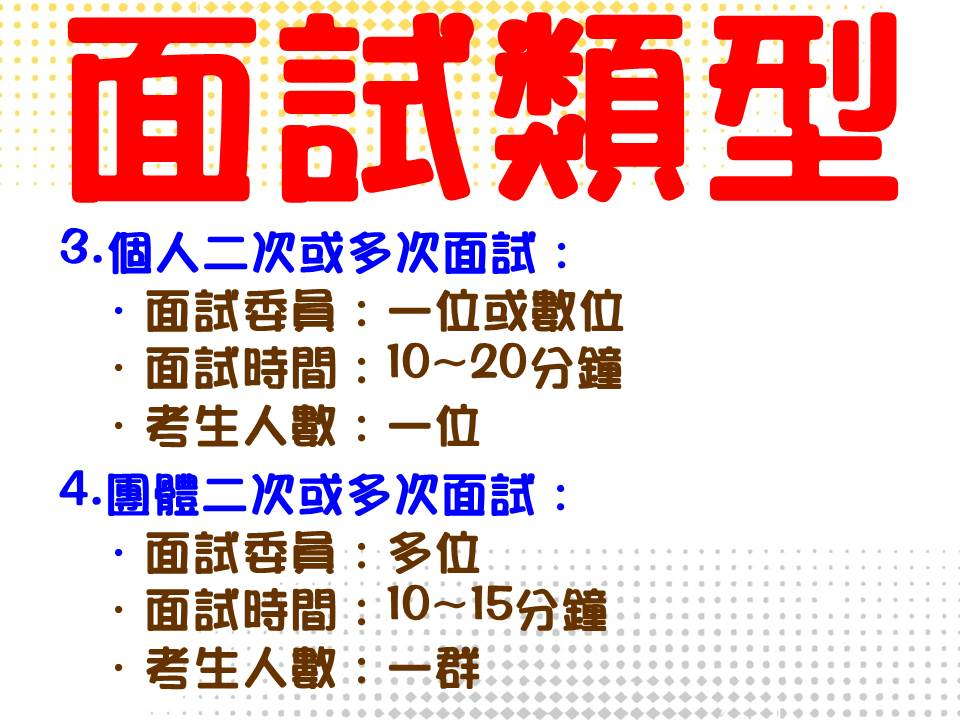 面試類型
3.個人二次或多次面試：
· 面試委員：一位或數位
· 面試時間：10~20分鐘
· 考生人數：一位
4.團體二次或多次面試：
· 面試委員：多位
· 面試時間：10~15分鐘
· 考生人數：一群